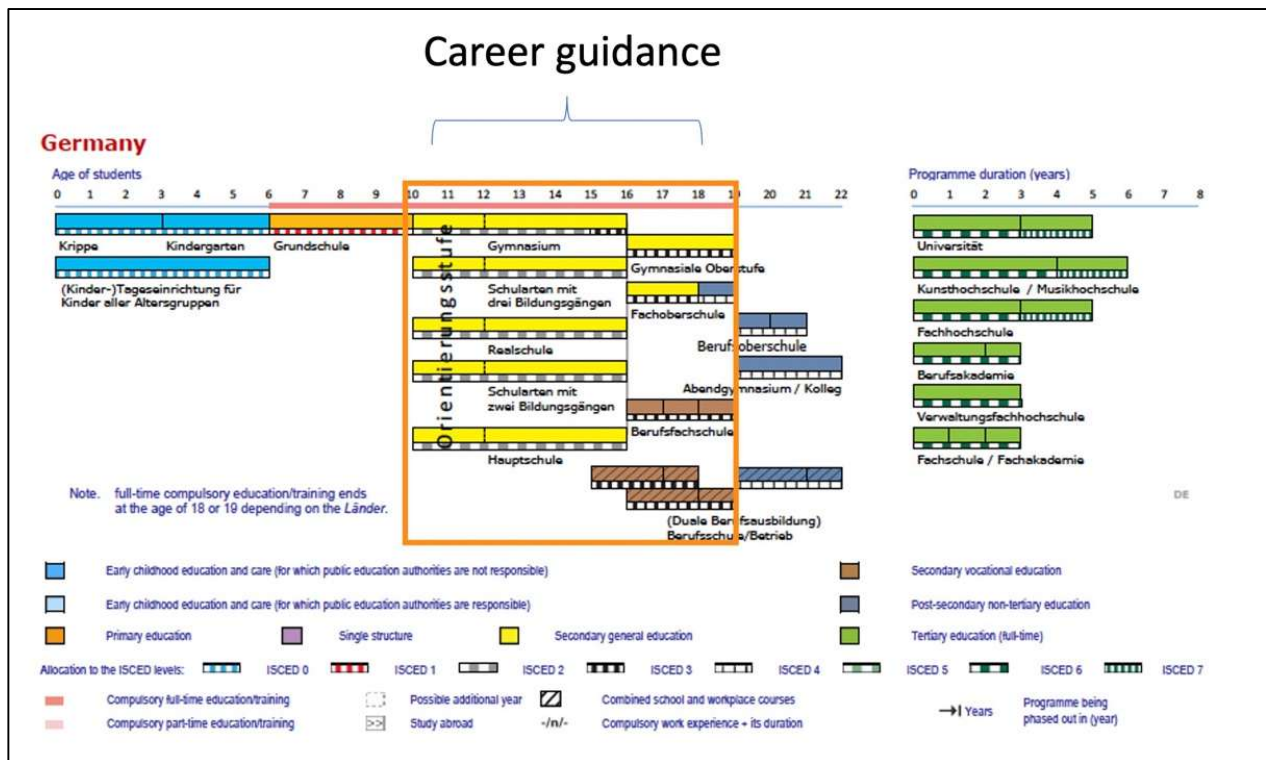 Career guidance
Germany
Age of students
Programme duration (years)
0 1 2 3 4 5 6 7 8 9 10 11 12 13 14 15 16 17 18 19 20 21 22
0 1 2 3 4 5 6 7 8
Krippe
Kindergarten
Grundschule
Orientierungsstufe
Gymnasium
Gymnasiale Oberstufe
Universität
(Kinder-)Tageseinrichtung für
Kinder aller Altersgruppen
Schularten mit
drei Bildungsgängen
Fachoberschule
Kunsthochschule / Musikhochschule
Realschule
Berufsoberschule
Fachhochschule
Schularten mit
zwei Bildungsgängen
Abendgymnasium / Kolleg
Berufsakademie
Berufsfachschule
Verwaltungsfachhochschule
Hauptschule
Fachschule / Fachakademie
(Duale Berufsausbildung)
Berufsschule/Betrieb
Note. full-time compulsory education/training ends
at the age of 18 or 19 depending on the Länder.
DE
Early childhood education and care (for which public education authorities are not responsible)
Secondary vocational education
Early childhood education and care (for which public education authorities are responsible)
Post-secondary non-tertiary education
Primary education
Single structure
Secondary general education
Tertiary education (full-time)
Allocation to the ISCED levels: ISCED 0 ISCED 1 ISCED 2 ISCED 3 ISCED 4 ISCED 5 ISCED 6 ISCED 7
Compulsory full-time education/training
Possible additional year
Combined school and workplace courses
Years
Programme being
phased out in (year)
Compulsory part-time education/training
>> Study abroad
-/n/- Compulsory work experience + its duration